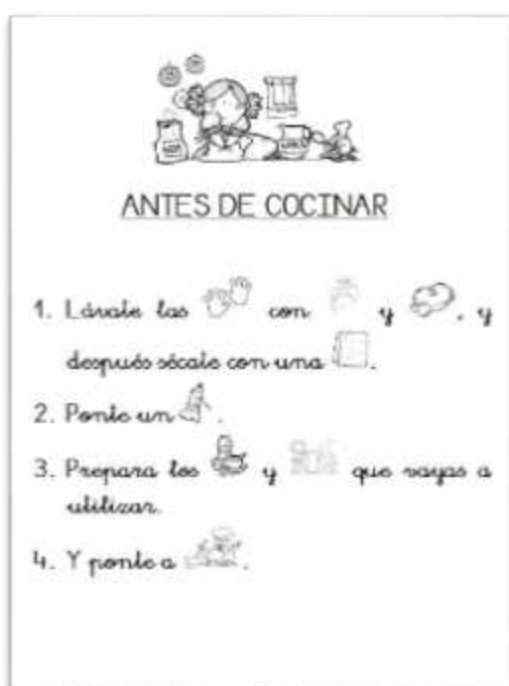 ANTES DE COCINAR
1. Lávate las con y , y
después sécate con una .
2. Ponte un .
3. Prepara los y que vayas a
utilizar.
4. Y ponte a .